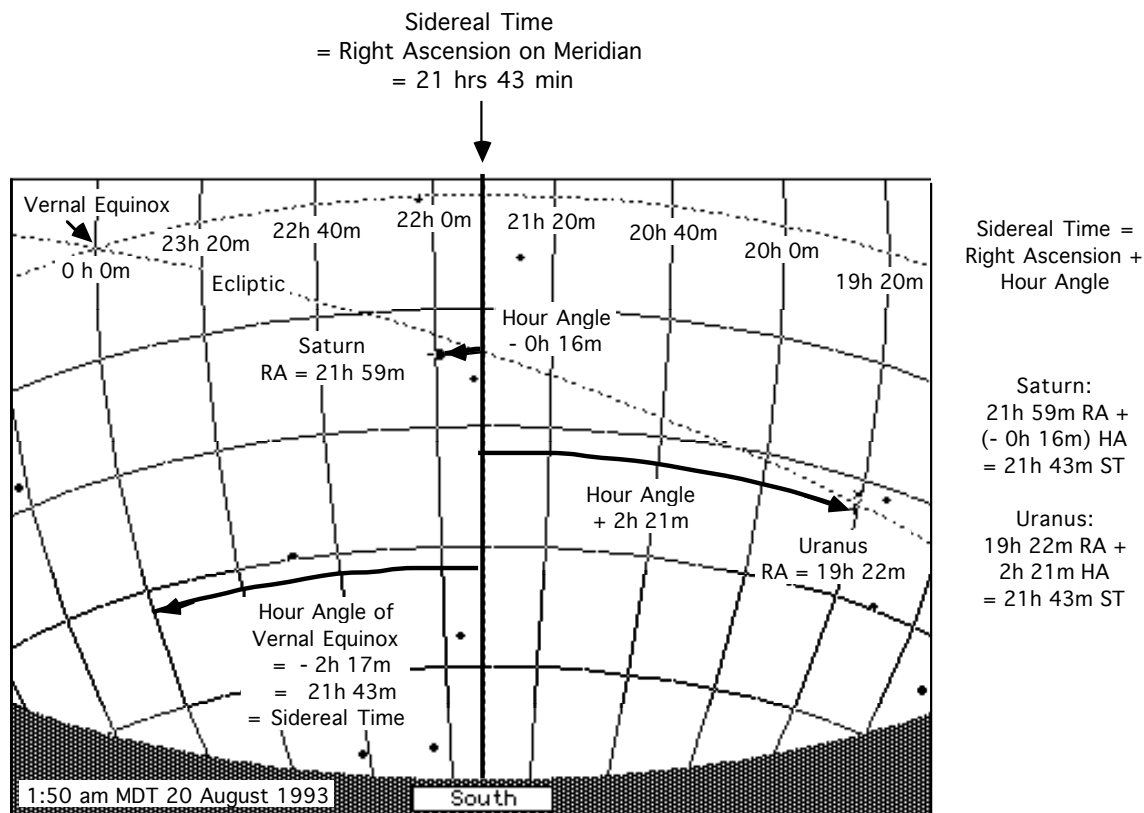 Sidereal Time
= Right Ascension on Meridian
= 21 hrs 43 min
Vernal Equinox
0 h 0m
23h 20m
22h 40m
22h 0m
21h 20m
20h 40m
20h 0m
19h 20m
Ecliptic
Hour Angle
- 0h 16m
Saturn
RA = 21h 59m
Hour Angle
+ 2h 21m
Uranus
RA = 19h 22m
Hour Angle of
Vernal Equinox
= - 2h 17m
= 21h 43m
= Sidereal Time
1:50 am MDT 20 August 1993
South
Sidereal Time =
Right Ascension +
Hour Angle
Saturn:
21h 59m RA +
(- 0h 16m) HA
= 21h 43m ST
Uranus:
19h 22m RA +
2h 21m HA
= 21h 43m ST